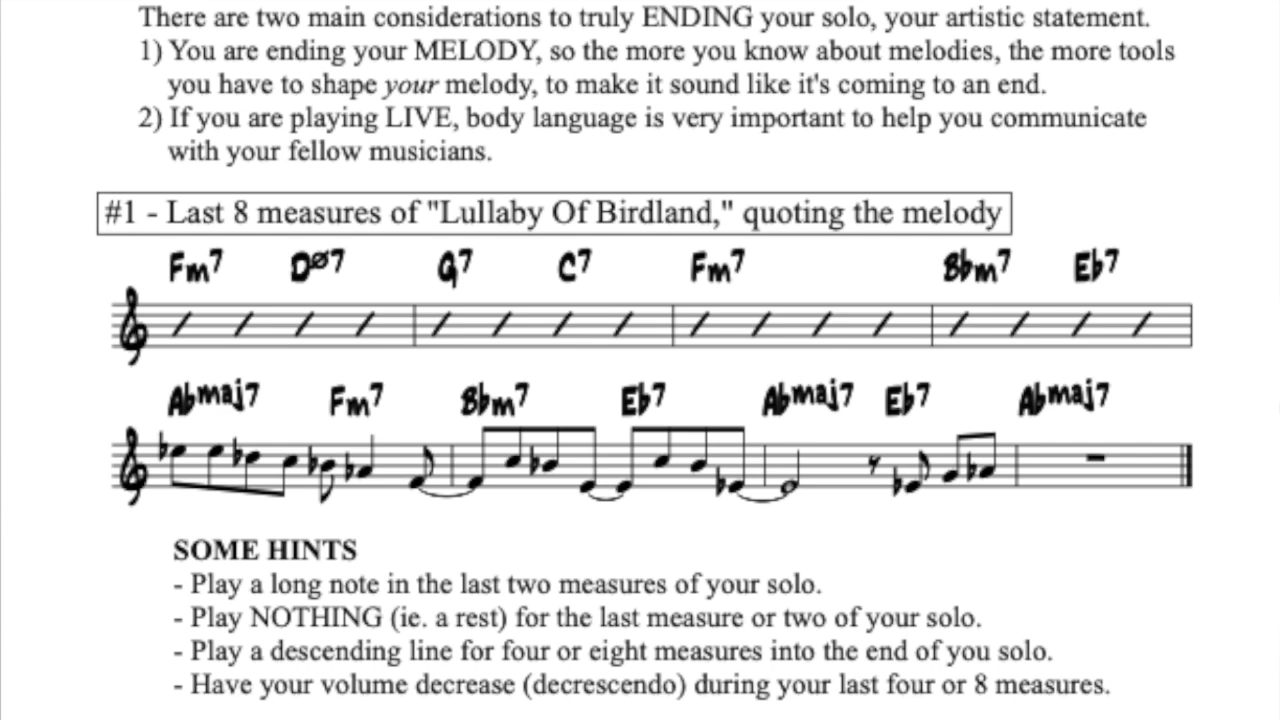 There are two main considerations to truly ENDING your solo, your artistic statement.
1) You are ending your MELODY, so the more you know about melodies, the more tools
you have to shape your melody, to make it sound like it's coming to an end.
2) If you are playing LIVE, body language is very important to help you communicate
with your fellow musicians.
#1 - Last 8 measures of "Lullaby Of Birdland," quoting the melody
Fm7 Dø7 G7 C7 Fm7 Bbm7 Eb7
Abmaj7 Fm7 Bbm7 Eb7 Abmaj7 Eb7 Abmaj7
SOME HINTS
- Play a long note in the last two measures of your solo.
- Play NOTHING (ie. a rest) for the last measure or two of your solo.
- Play a descending line for four or eight measures into the end of you solo.
- Have your volume decrease (decrescendo) during your last four or 8 measures.